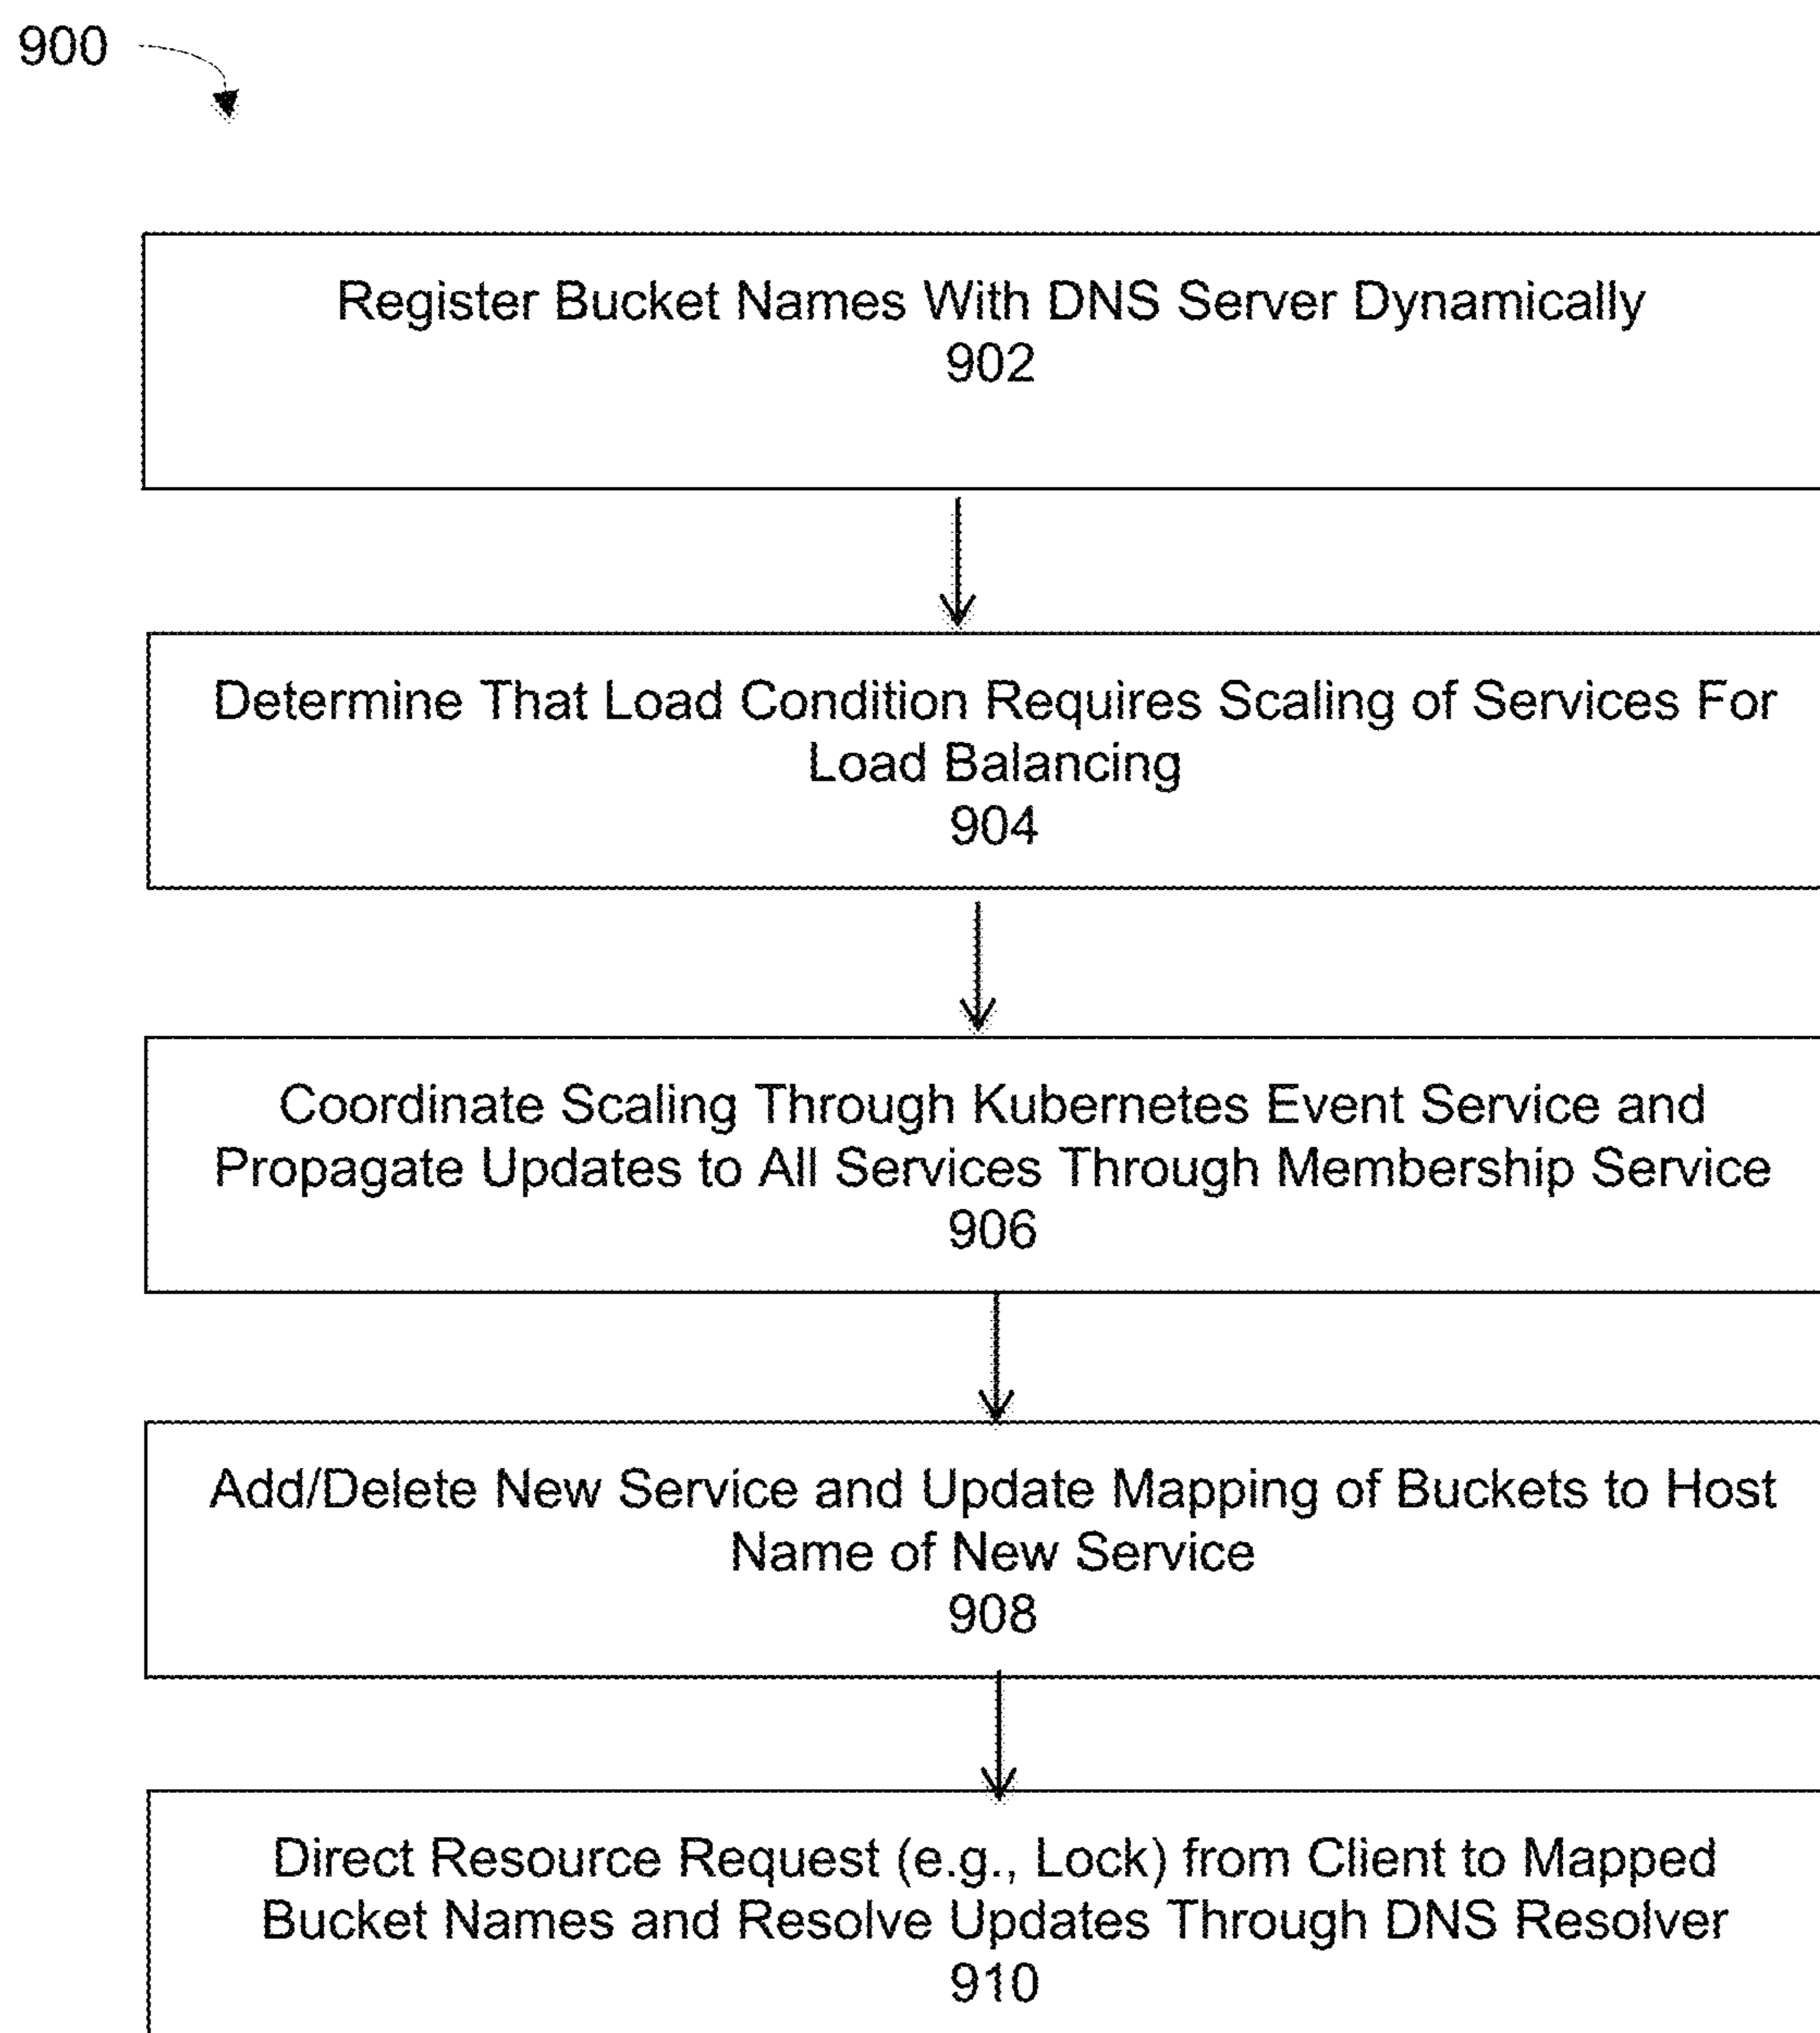 900
Register Bucket Names With DNS Server Dynamically
902
Determine That Load Condition Requires Scaling of Services For
Load Balancing
904
Coordinate Scaling Through Kubernetes Event Service and
Propagate Updates to All Services Through Membership Service
906
Add/Delete New Service and Update Mapping of Buckets to Host
Name of New Service
908
Direct Resource Request (e.g., Lock) from Client to Mapped
Bucket Names and Resolve Updates Through DNS Resolver
910